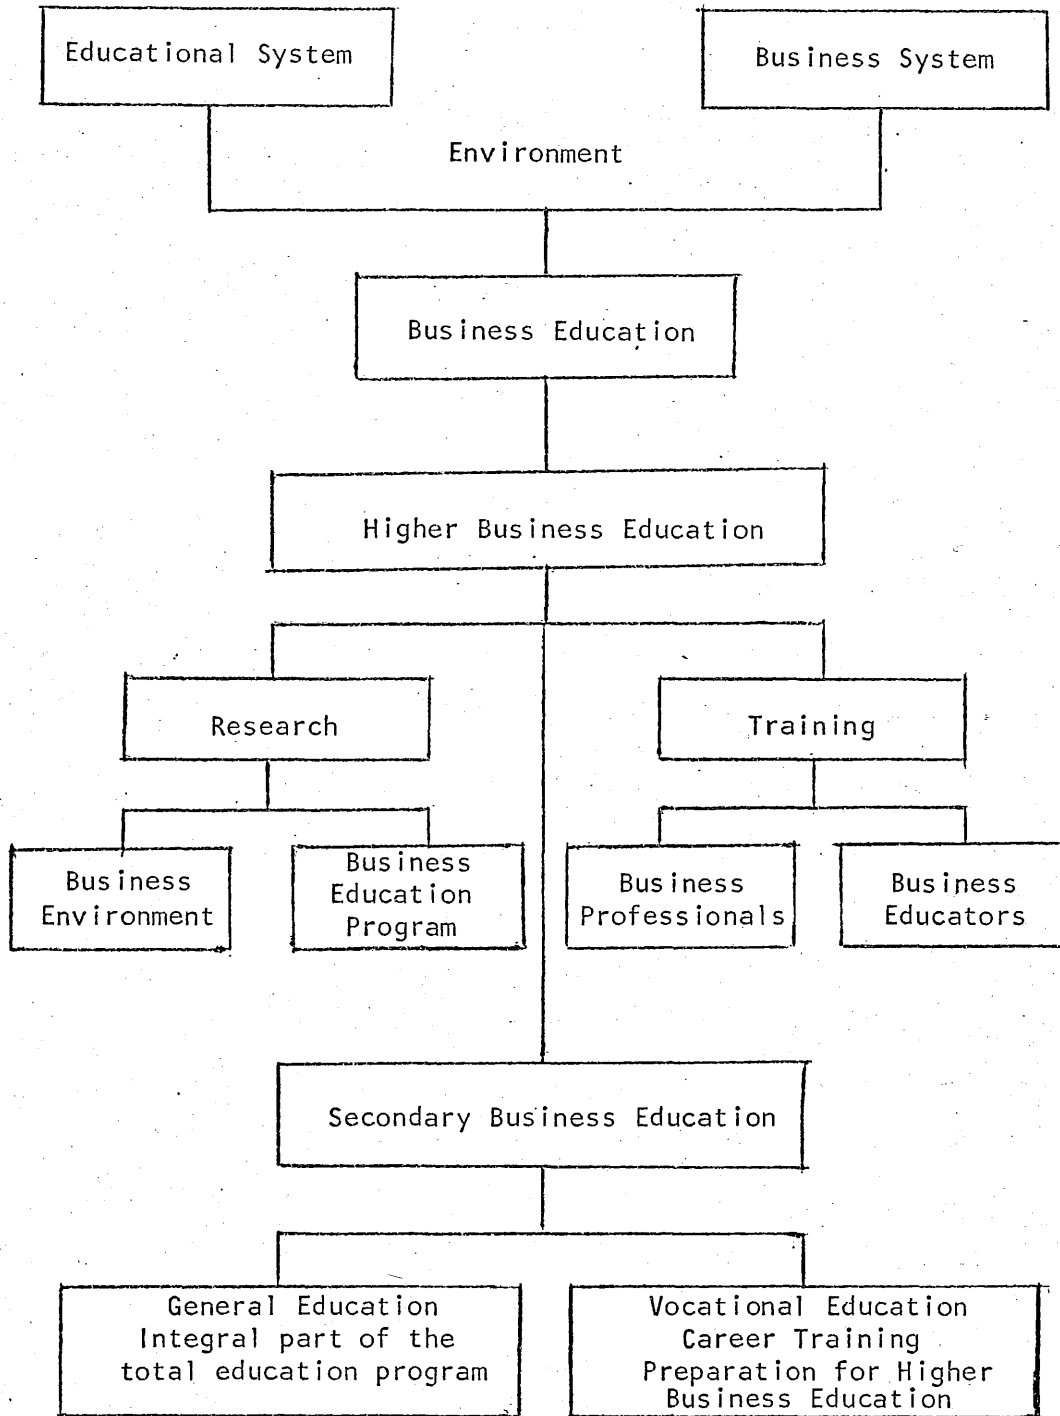 Educational System
Business System
Environment
Business Education
Higher Business Education
Research
Training
Business
Environment
Business
Education
Program
Business
Professionals
Business
Educators
Secondary Business Education
General Education
Integral part of the
total education program
Vocational Education
Career Training
Preparation for Higher
Business Education